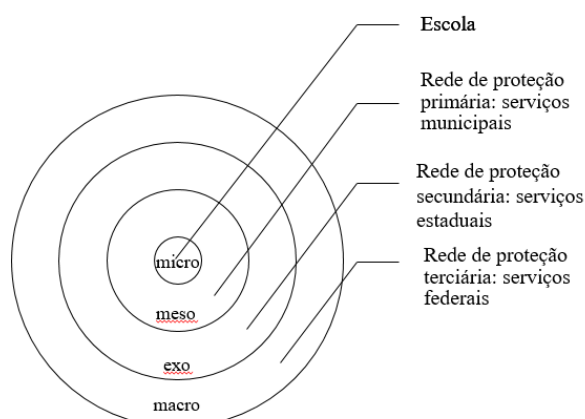 Escola
Rede de proteção
primária: serviços
municipais
Rede de proteção
secundária: serviços
estaduais
Rede de proteção
terciária: serviços
federais
micro
meso
exo
macro